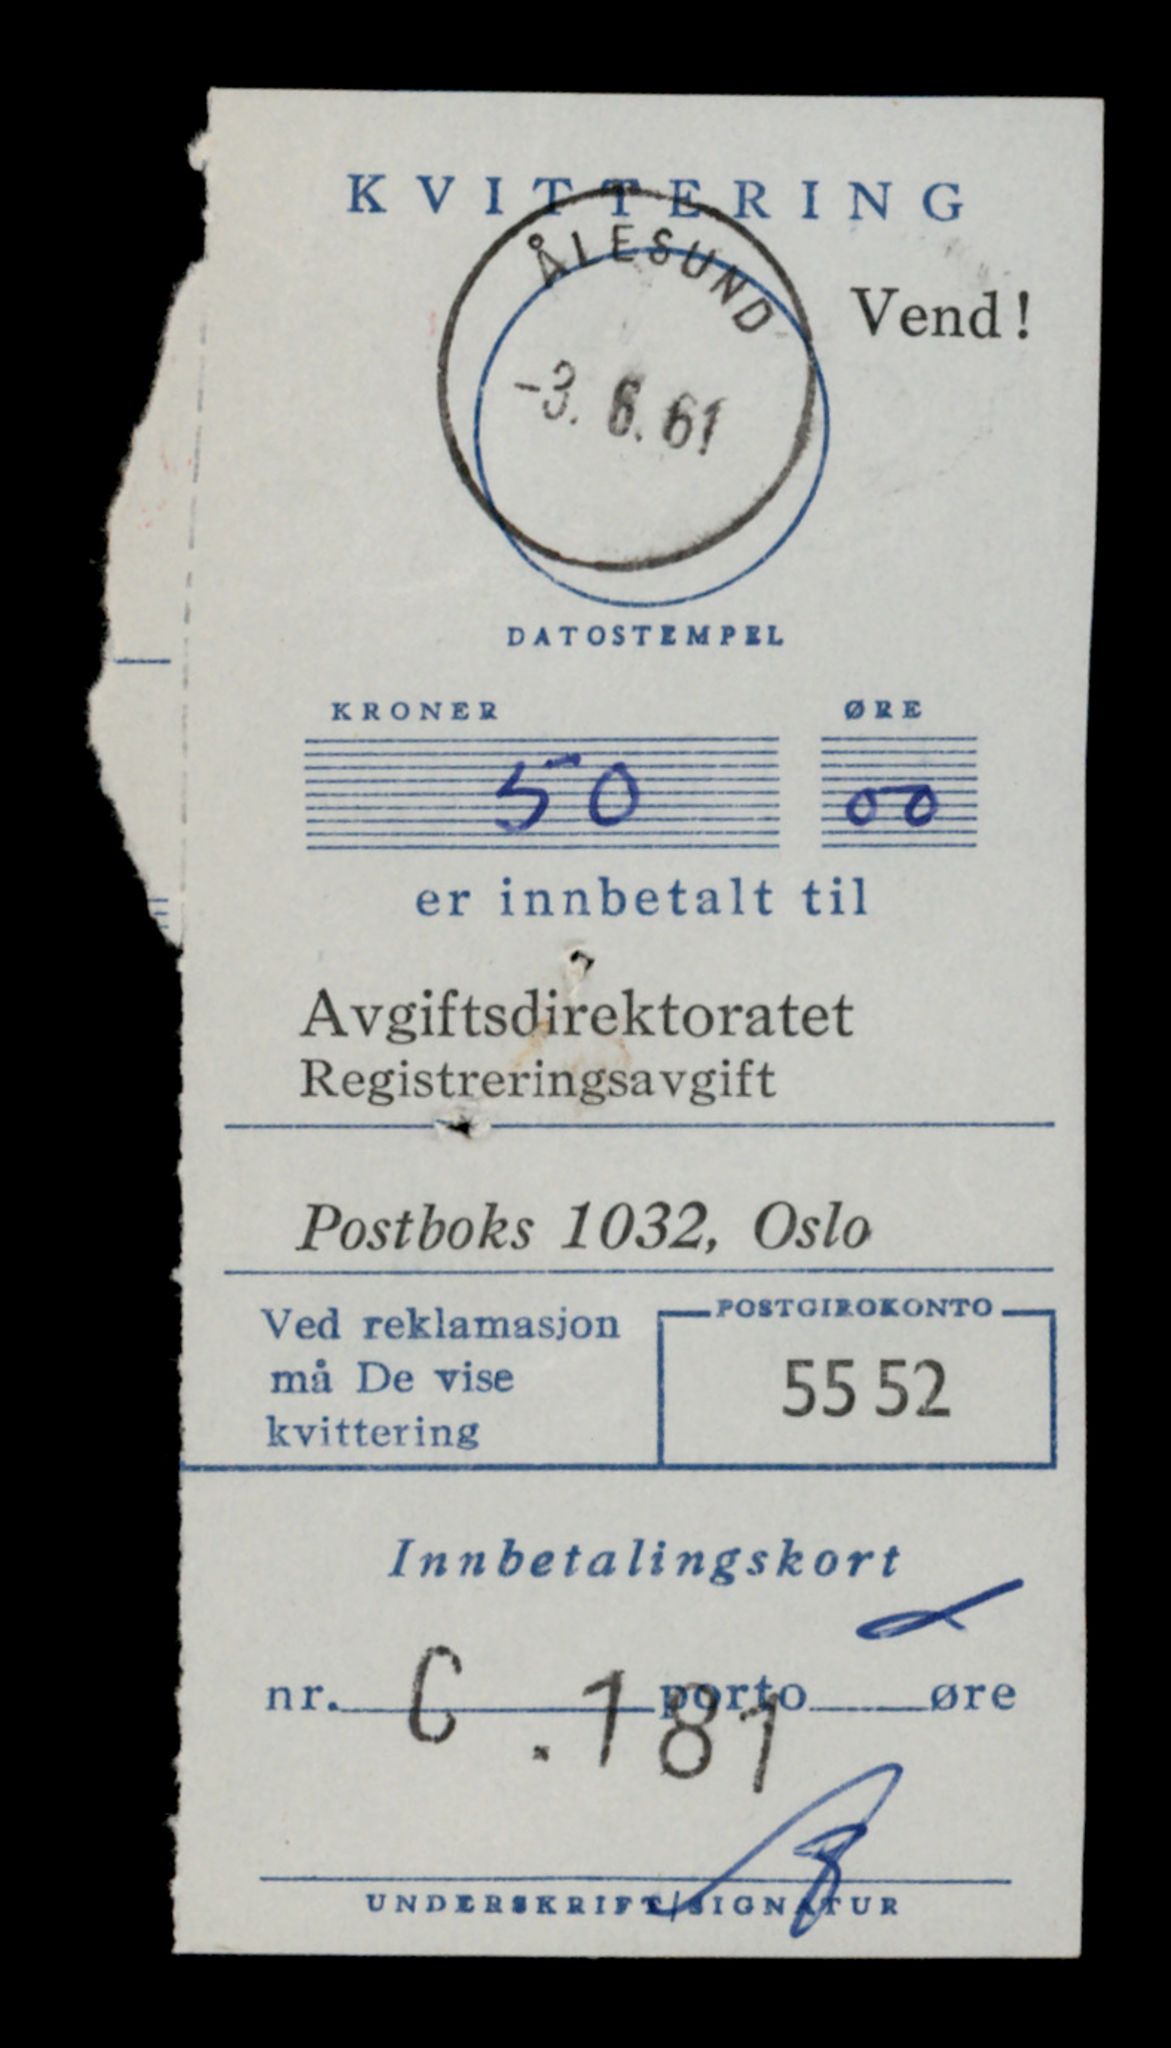 KVITTERING
ÅLESUND
Vend!
-3. 6. 61
DATOSTEMPEL
KRONER ØRE
50 00
er innbetalt til
Avgiftsdirektoratet
Registreringsavgift
Postboks 1032, Oslo
Ved reklamasjon
må De vise
kvittering
POSTGIROKONTO
55 52
Innbetalingskort
nr. C . 181 porto øre
UNDERSKRIFT/SIGNATUR